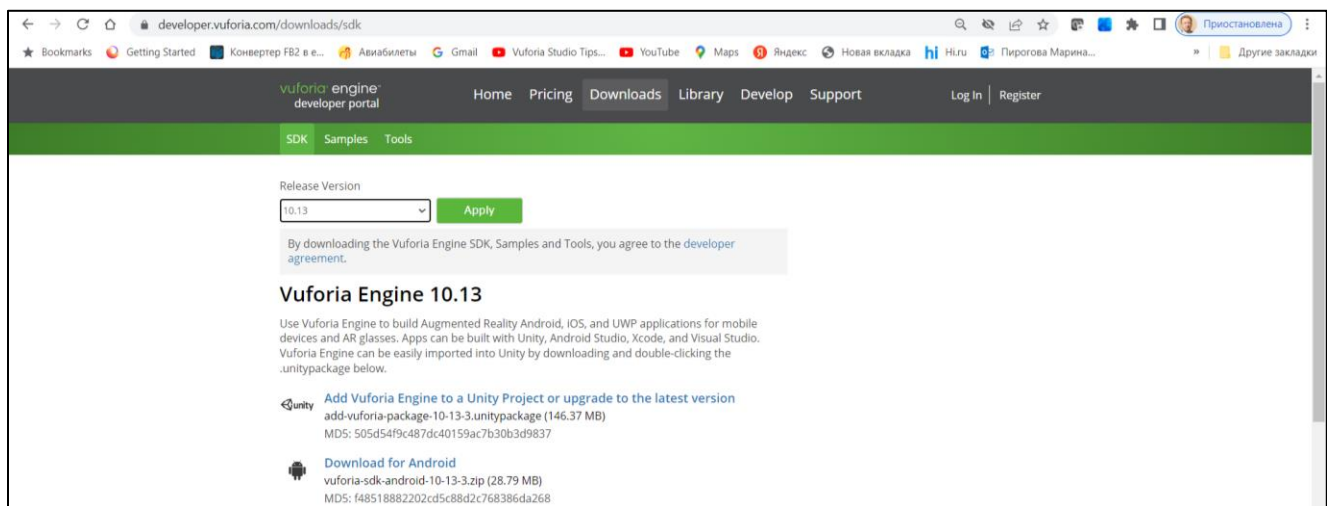 developer.vuforia.com/downloads/sdk
Приостановлена
Bookmarks Getting Started Конвертер FB2 в e... Авиабилеты Gmail Vuforia Studio Tips... YouTube Maps Яндекс Новая вкладка hi Hi.ru Пирогова Марина... » Другие закладки
vuforia engine™ Home Pricing Downloads Library Develop Support Log In | Register
developer portal
SDK Samples Tools
Release Version
10.13 Apply
By downloading the Vuforia Engine SDK, Samples and Tools, you agree to the developer
agreement.
Vuforia Engine 10.13
Use Vuforia Engine to build Augmented Reality Android, iOS, and UWP applications for mobile
devices and AR glasses. Apps can be built with Unity, Android Studio, Xcode, and Visual Studio.
Vuforia Engine can be easily imported into Unity by downloading and double-clicking the
.unitypackage below.
unity Add Vuforia Engine to a Unity Project or upgrade to the latest version
add-vuforia-package-10-13-3.unitypackage (146.37 MB)
MD5: 505d54f9c487dc40159ac7b30b3d9837
Download for Android
vuforia-sdk-android-10-13-3.zip (28.79 MB)
MD5: f48518882202cd5c88d2c768386da268